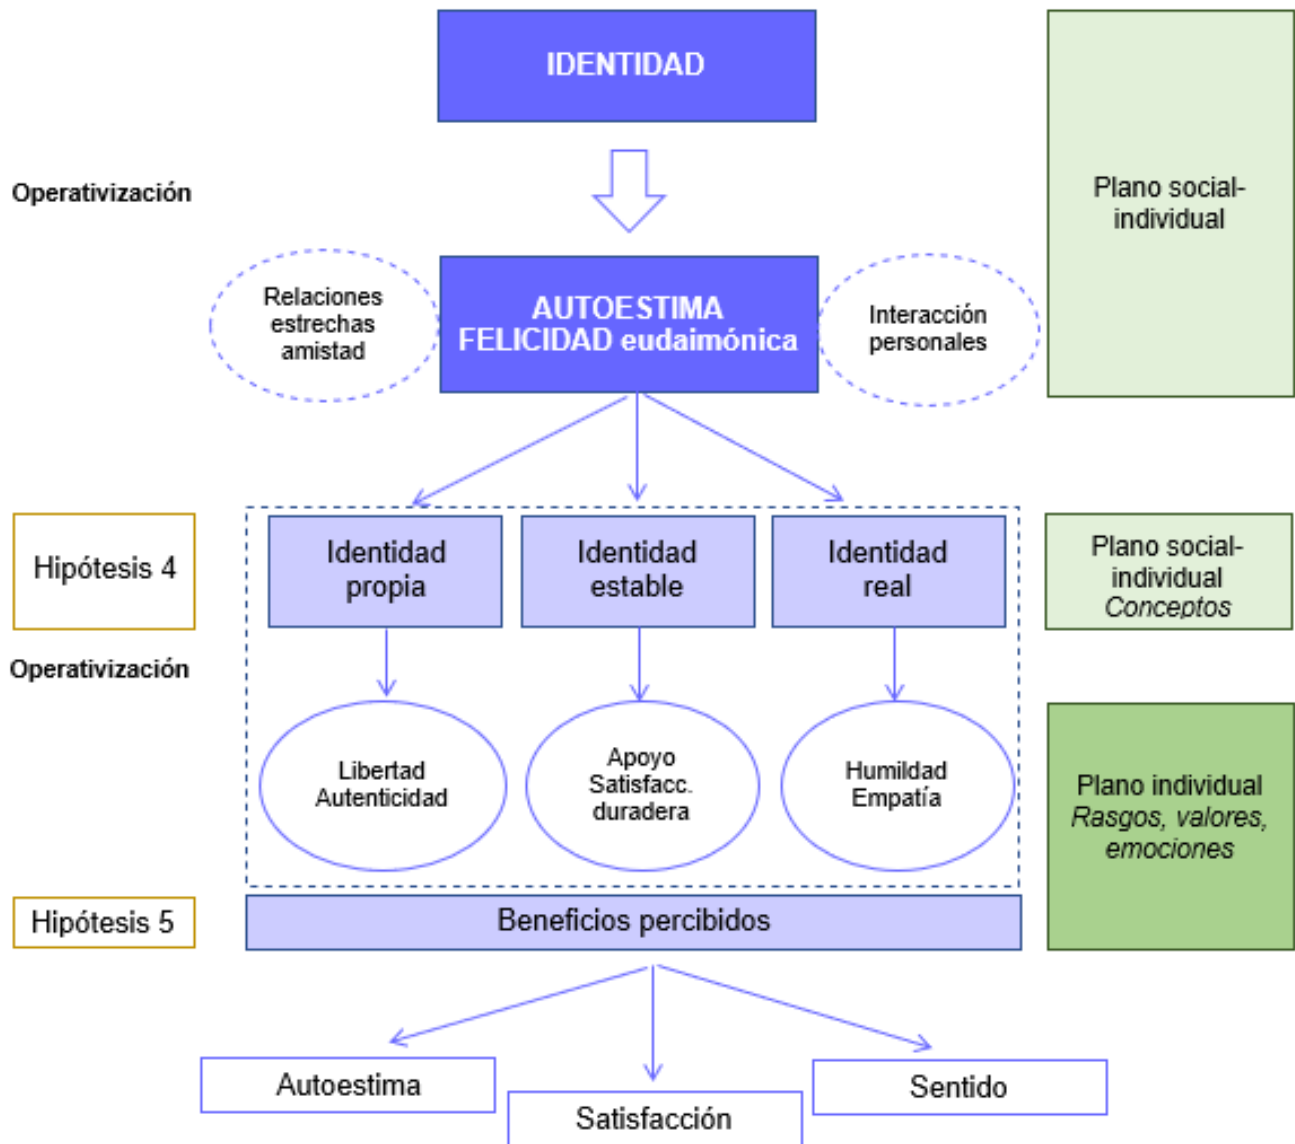 IDENTIDAD
Plano social-
individual
Operativización
Relaciones
estrechas
amistad
AUTOESTIMA
FELICIDAD eudaimónica
Interacción
personales
Hipótesis 4
Identidad
propia
Identidad
estable
Identidad
real
Plano social-
individual
Conceptos
Operativización
Libertad
Autenticidad
Apoyo
Satisfacc.
duradera
Humildad
Empatía
Plano individual
Rasgos, valores,
emociones
Hipótesis 5
Beneficios percibidos
Autoestima
Satisfacción
Sentido